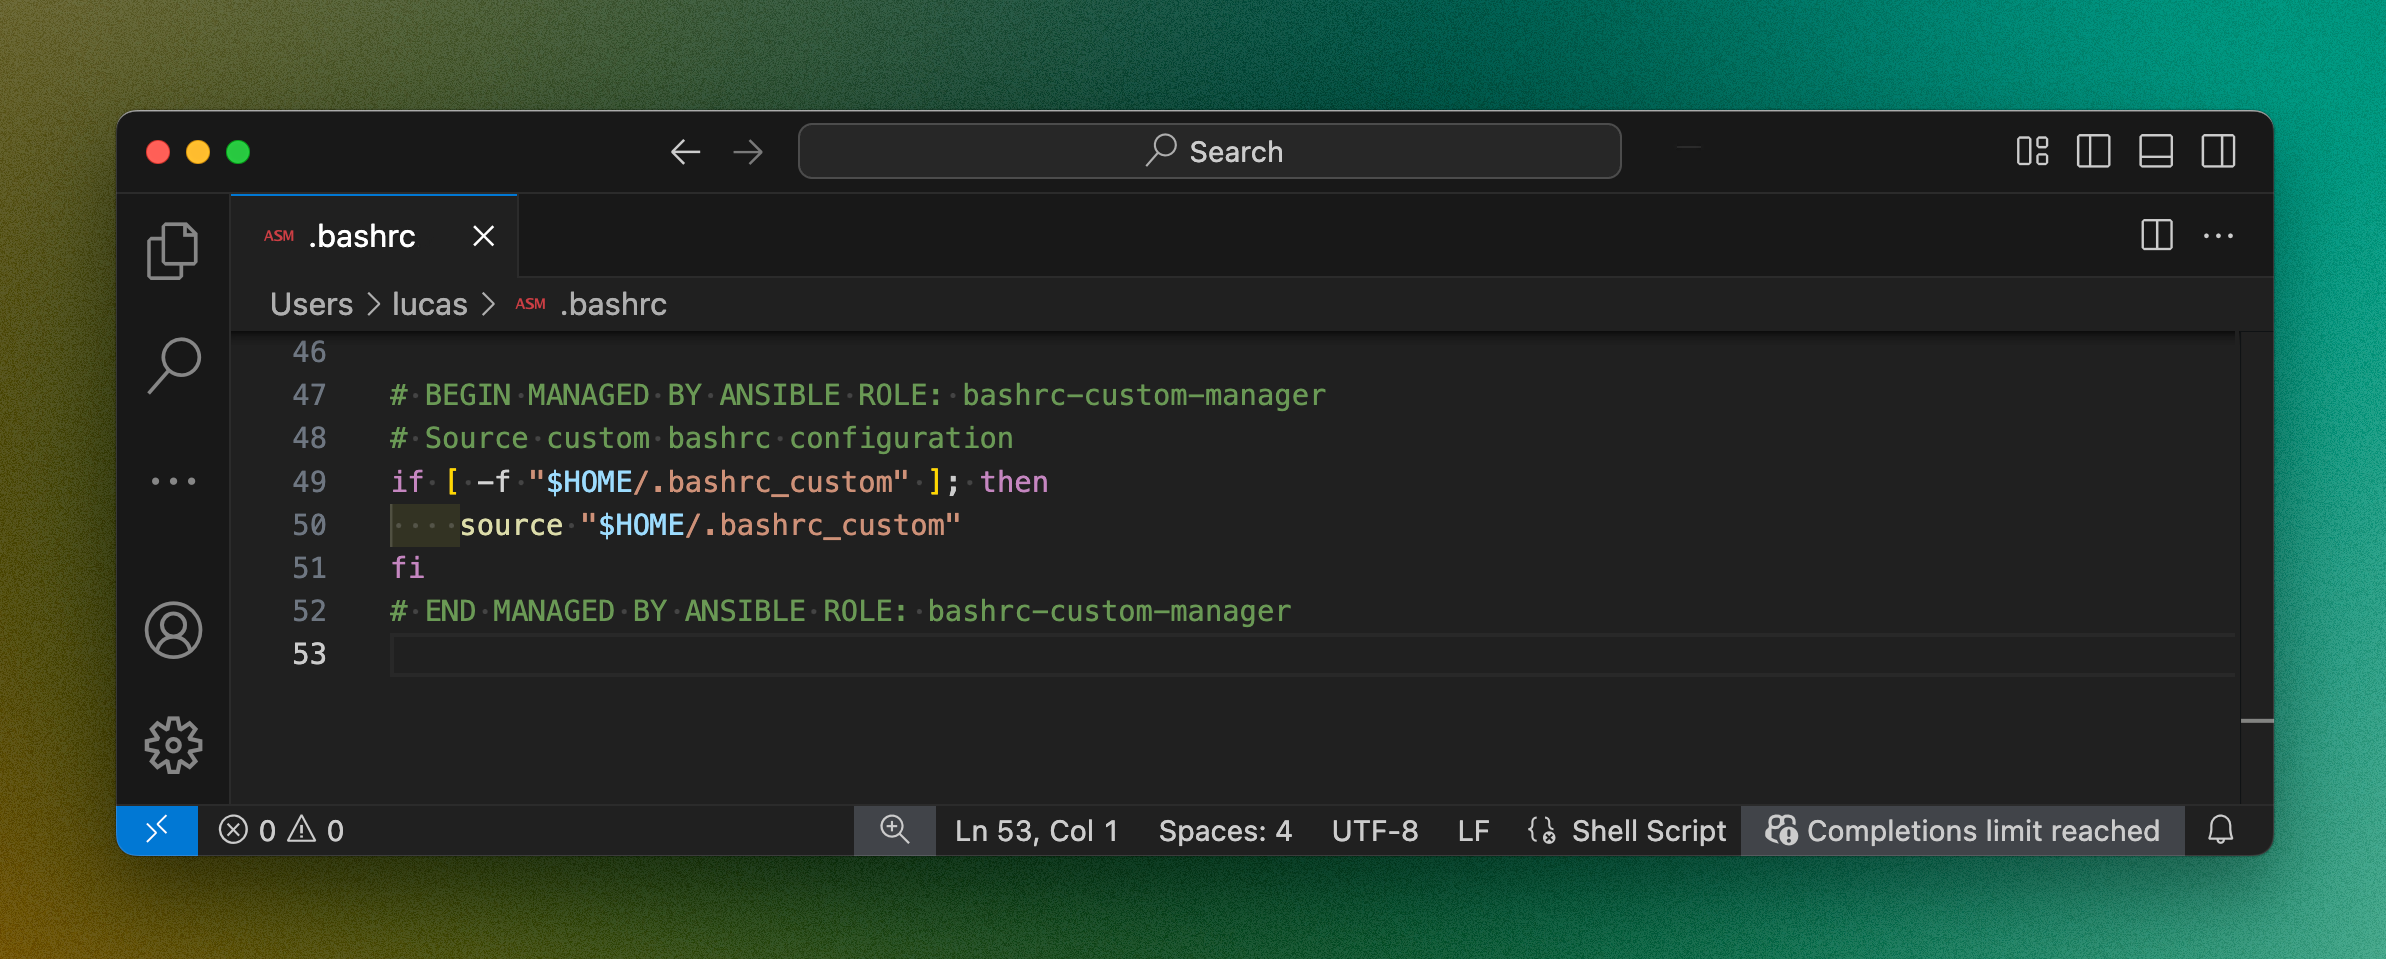 Search
ASM .bashrc
Users > lucas > ASM .bashrc
46
47 # BEGIN MANAGED BY ANSIBLE ROLE: bashrc-custom-manager
48 # Source custom bashrc configuration
49 if [ -f "$HOME/.bashrc_custom" ]; then
50     source "$HOME/.bashrc_custom"
51 fi
52 # END MANAGED BY ANSIBLE ROLE: bashrc-custom-manager
53
0 0 Ln 53, Col 1 Spaces: 4 UTF-8 LF Shell Script Completions limit reached